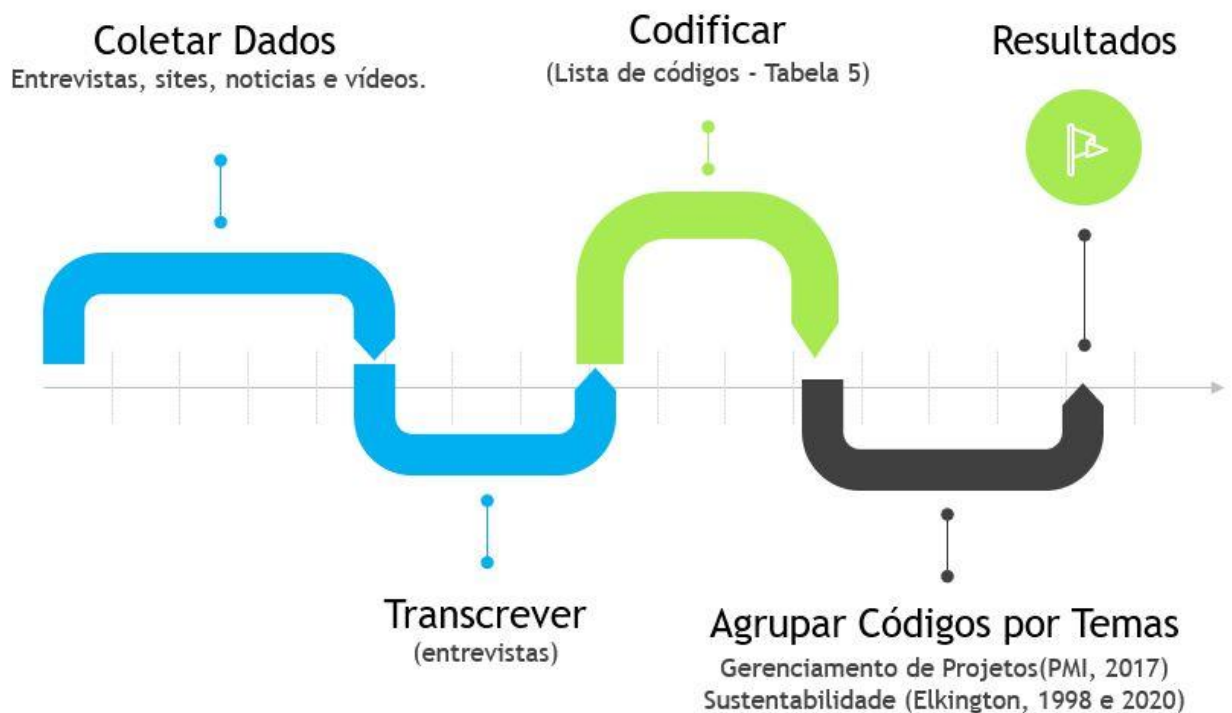 Coletar Dados
Entrevistas, sites, noticias e vídeos.
Transcrever
(entrevistas)
Codificar
(Lista de códigos - Tabela 5)
Agrupar Códigos por Temas
Gerenciamento de Projetos(PMI, 2017)
Sustentabilidade (Elkington, 1998 e 2020)
Resultados